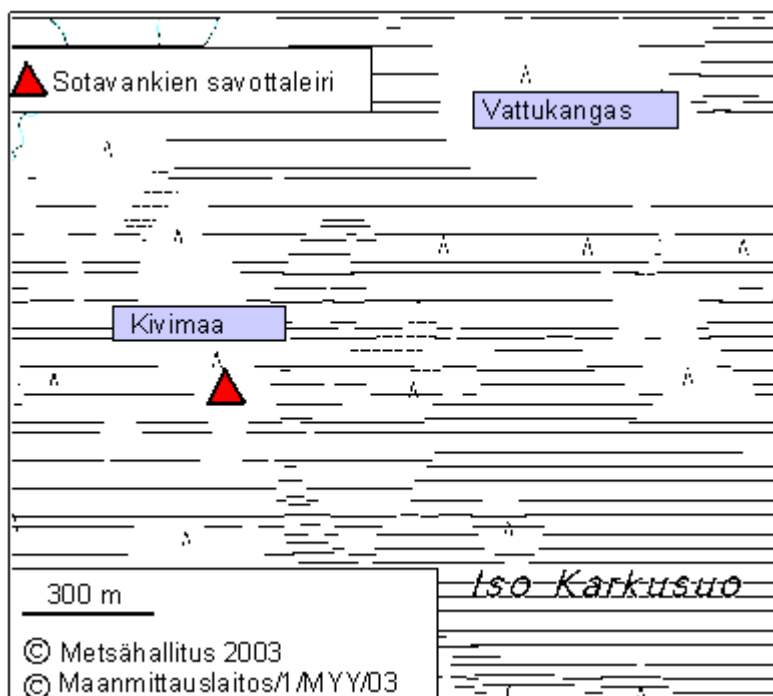 Sotavankien savottaleiri
Vattukangas
Kivimaa
Iso Karkusuo
300 m
© Metsähallitus 2003
© Maanmittauslaitos/1/MYY/03